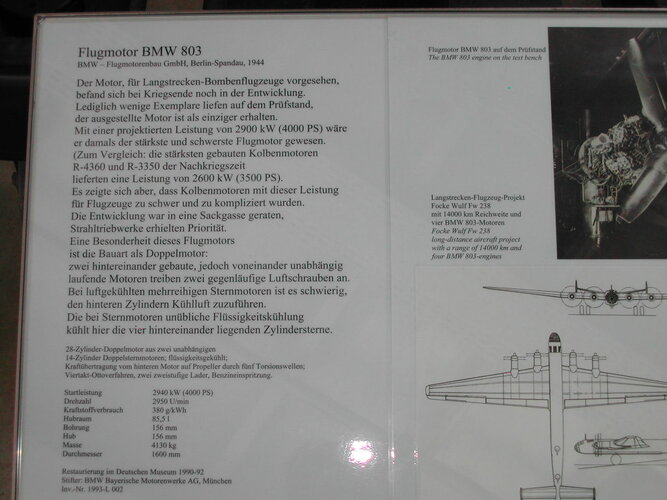 Flugmotor BMW 803
BMW – Flugmotorenbau GmbH, Berlin-Spandau, 1944
Der Motor, für Langstrecken-Bombenflugzeuge vorgesehen,
befand sich bei Kriegsende noch in der Entwicklung.
Lediglich wenige Exemplare liefen auf dem Prüfstand,
der ausgestellte Motor ist als einziger erhalten.
Mit einer projektierten Leistung von 2900 kW (4000 PS) wäre
er damals der stärkste und schwerste Flugmotor gewesen.
(Zum Vergleich: die stärksten gebauten Kolbenmotoren
R-4360 und R-3350 der Nachkriegszeit
lieferten eine Leistung von 2600 kW (3500 PS).
Es zeigte sich aber, dass Kolbenmotoren mit dieser Leistung
für Flugzeuge zu schwer und zu kompliziert wurden.
Die Entwicklung war in eine Sackgasse geraten,
Strahltriebwerke erhielten Priorität.
Eine Besonderheit dieses Flugmotors
ist die Bauart als Doppelmotor:
zwei hintereinander gebaute, jedoch voneinander unabhängig
laufende Motoren treiben zwei gegenläufige Luftschrauben an.
Bei luftgekühlten mehrreihigen Sternmotoren ist es schwierig,
den hinteren Zylindern Kühlluft zuzuführen.
Die bei Sternmotoren unübliche Flüssigkeitskühlung
kühlt hier die vier hintereinander liegenden Zylindersterne.
28-Zylinder-Doppelmotor aus zwei unabhängigen
14-Zylinder Doppelsternmotoren; flüssigkeitsgekühlt;
Kraftübertragung vom hinteren Motor auf Propeller durch fünf Torsionswellen;
Viertakt-Ottoverfahren, zwei zweistufige Lader, Benzineinspritzung.
Startleistung 2940 kW (4000 PS)
Drehzahl 2950 U/min
Kraftstoffverbrauch 380 g/kWh
Hubraum 85,5 l
Bohrung 156 mm
Hub 156 mm
Masse 4130 kg
Durchmesser 1600 mm
Restaurierung im Deutschen Museum 1990-92
Stifter: BMW Bayerische Motorenwerke AG, München
Inv.-Nr. 1993-L 002
Flugmotor BMW 803 auf dem Prüfstand
The BMW 803 engine on the test bench
Langstrecken-Flugzeug-Projekt
Focke Wulf Fw 238
mit 14000 km Reichweite und
vier BMW 803-Motoren
Focke Wulf Fw 238
long-distance aircraft project
with a range of 14000 km and
four BMW 803-engines